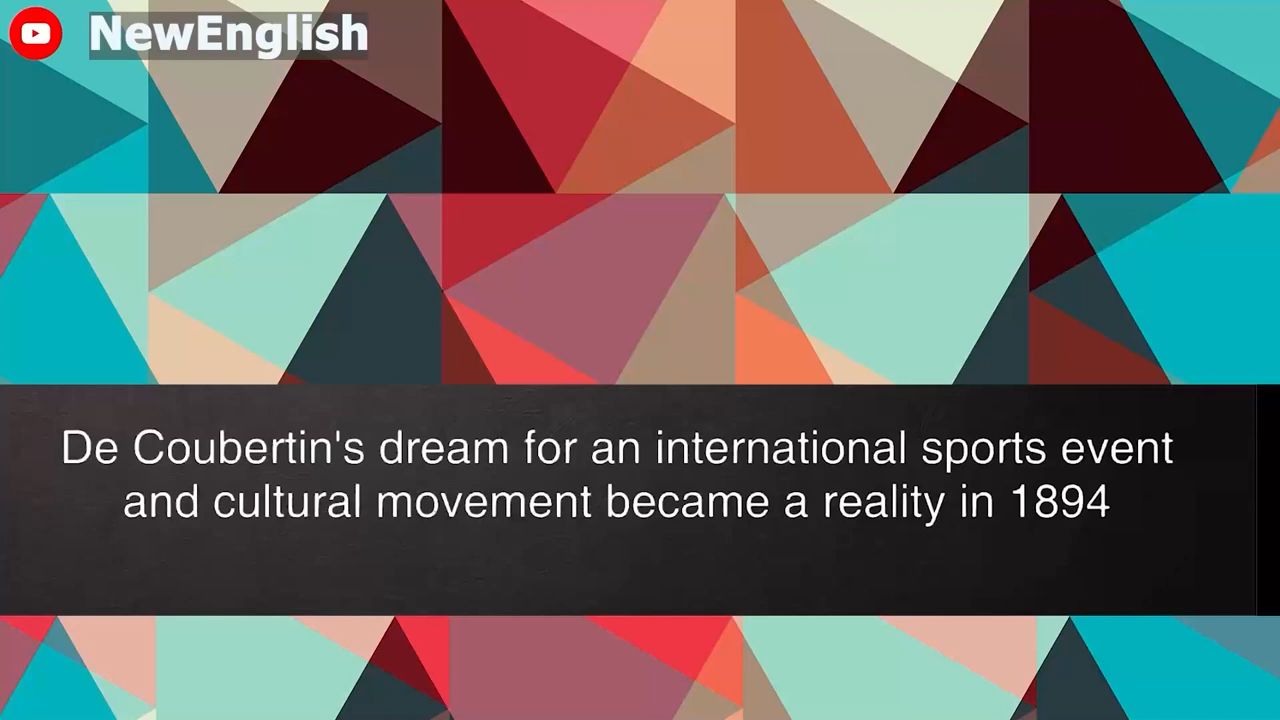 NewEnglish
De Coubertin's dream for an international sports event
and cultural movement became a reality in 1894